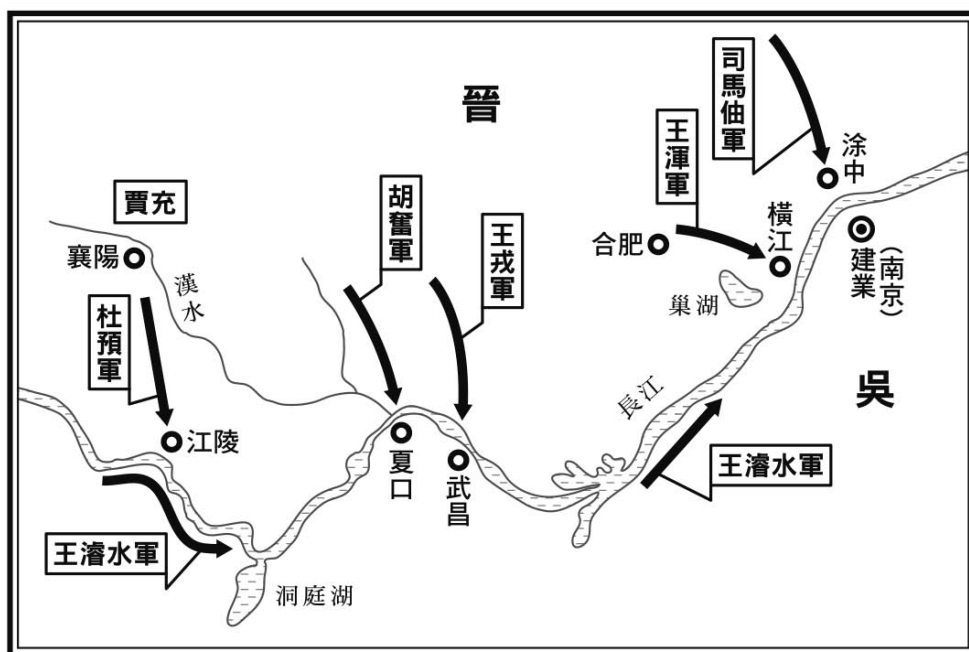 晉
司馬伷軍
涂中
王渾軍
橫江
合肥
建業
（南京）
巢湖
賈充
襄陽
漢水
胡奮軍
王戎軍
杜預軍
江陵
長江
吳
夏口
武昌
王濬水軍
王濬水軍
洞庭湖